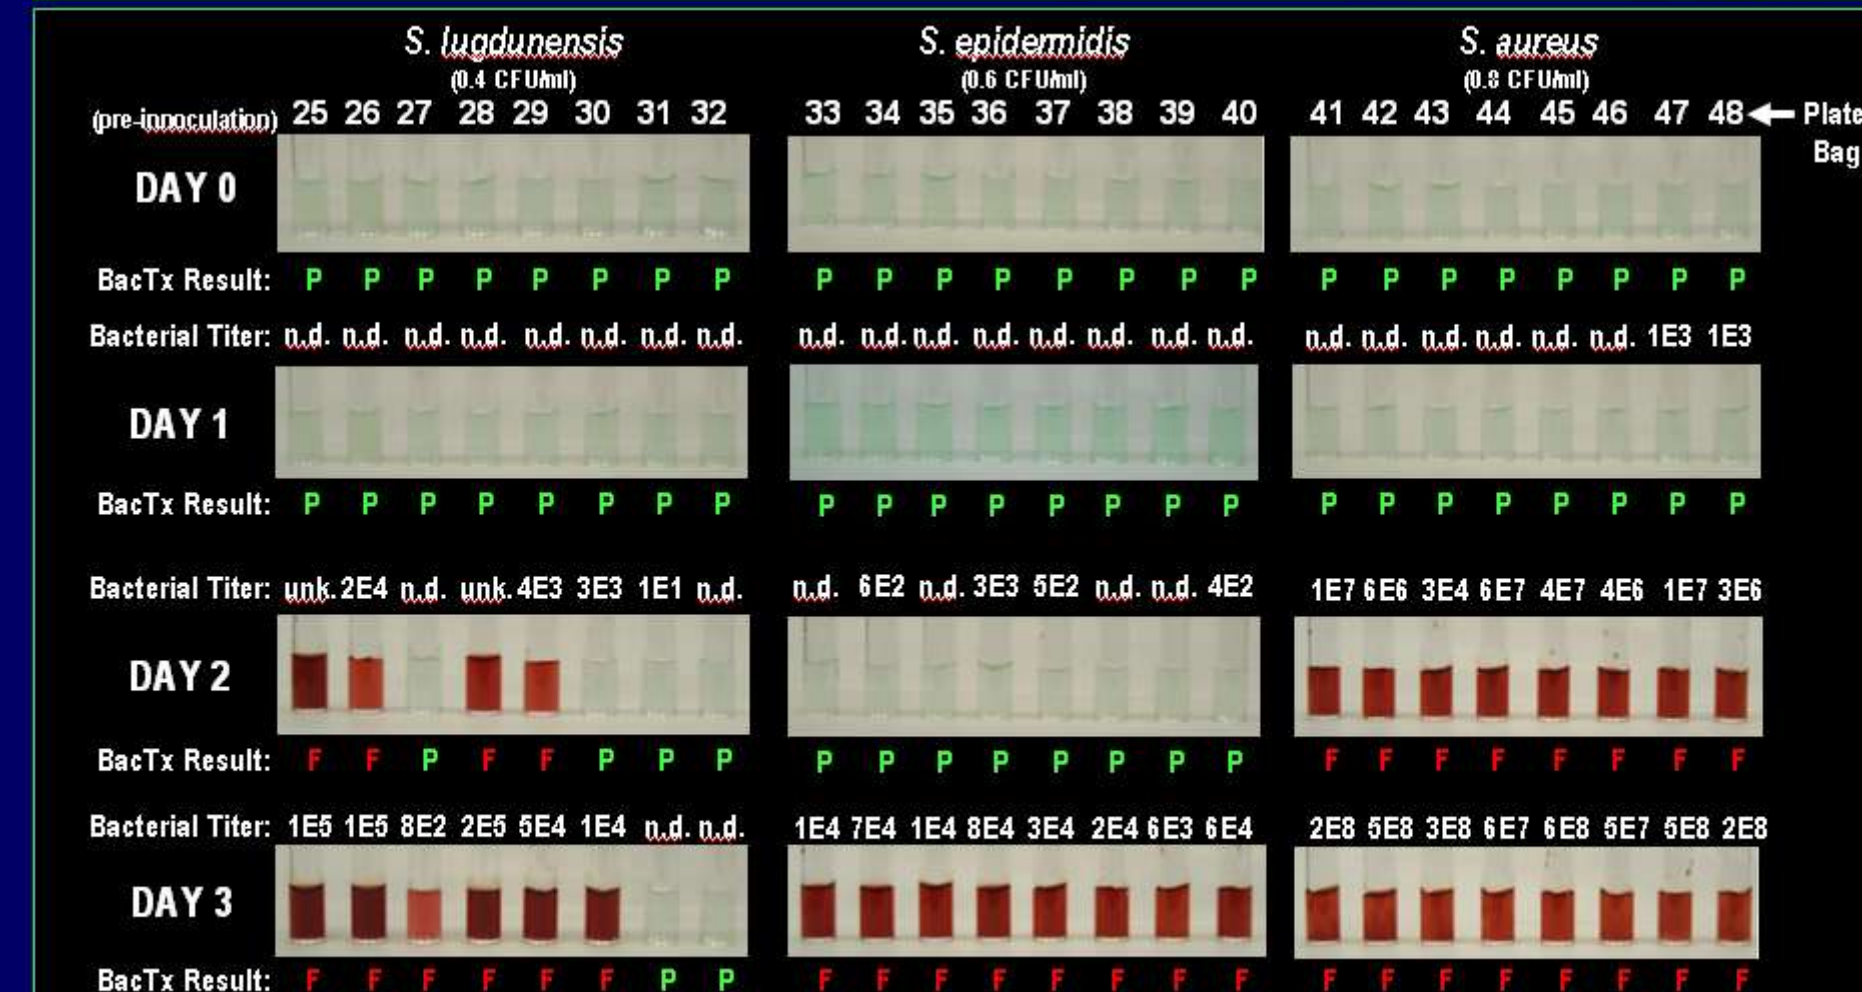 S. lugdunensis S. epidermidis S. aureus
(0.4 CFU/ml) (0.6 CFU/ml) (0.8 CFU/ml)
(pre-innoculation) 25 26 27 28 29 30 31 32 33 34 35 36 37 38 39 40 41 42 43 44 45 46 47 48 Plate
Bag
DAY 0
BacTx Result: P P P P P P P P P P P P P P P P P P P P P P P P
Bacterial Titer: n.d. n.d. n.d. n.d. n.d. n.d. n.d. n.d. n.d. n.d. n.d. n.d. n.d. n.d. n.d. n.d. n.d. n.d. n.d. n.d. n.d. n.d. 1E3 1E3
DAY 1
BacTx Result: P P P P P P P P P P P P P P P P P P P P P P P P
Bacterial Titer: unk. 2E4 n.d. unk. 4E3 3E3 1E1 n.d. n.d. 6E2 n.d. 3E3 5E2 n.d. n.d. 4E2 1E7 6E6 3E4 6E7 4E7 4E6 1E7 3E6
DAY 2
BacTx Result: F F P F F P P P P P P P P P P P F F F F F F F F
Bacterial Titer: 1E5 1E5 8E2 2E5 5E4 1E4 n.d. n.d. 1E4 7E4 1E4 8E4 3E4 2E4 6E3 6E4 2E8 5E8 3E8 6E7 6E8 5E7 5E8 2E8
DAY 3
BacTx Result: F F F F F F P P F F F F F F F F F F F F F F F F